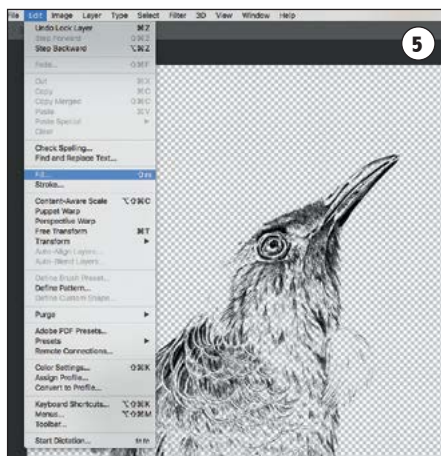 File Edit Image Layer Type Select Filter 3D View Window Help
5
Undo Lock Layer ⌘Z
Step Forward ⇧⌘Z
Step Backward ⌥⌘Z
Fade... ⇧⌘F
Cut ⌘X
Copy ⌘C
Copy Merged ⇧⌘C
Paste ⌘V
Paste Special ▶
Clear
Check Spelling...
Find and Replace Text...
Fill...
Stroke...
Content-Aware Scale ⌥⇧⌘C
Puppet Warp
Perspective Warp
Free Transform ⌘T
Transform ▶
Auto-Align Layers...
Auto-Blend Layers...
Define Brush Preset...
Define Pattern...
Define Custom Shape...
Purge ▶
Adobe PDF Presets...
Presets ▶
Remote Connections...
Color Settings... ⇧⌘K
Assign Profile...
Convert to Profile...
Keyboard Shortcuts... ⌥⇧⌘K
Menus... ⌥⇧⌘M
Toolbar...
Start Dictation... fn fn